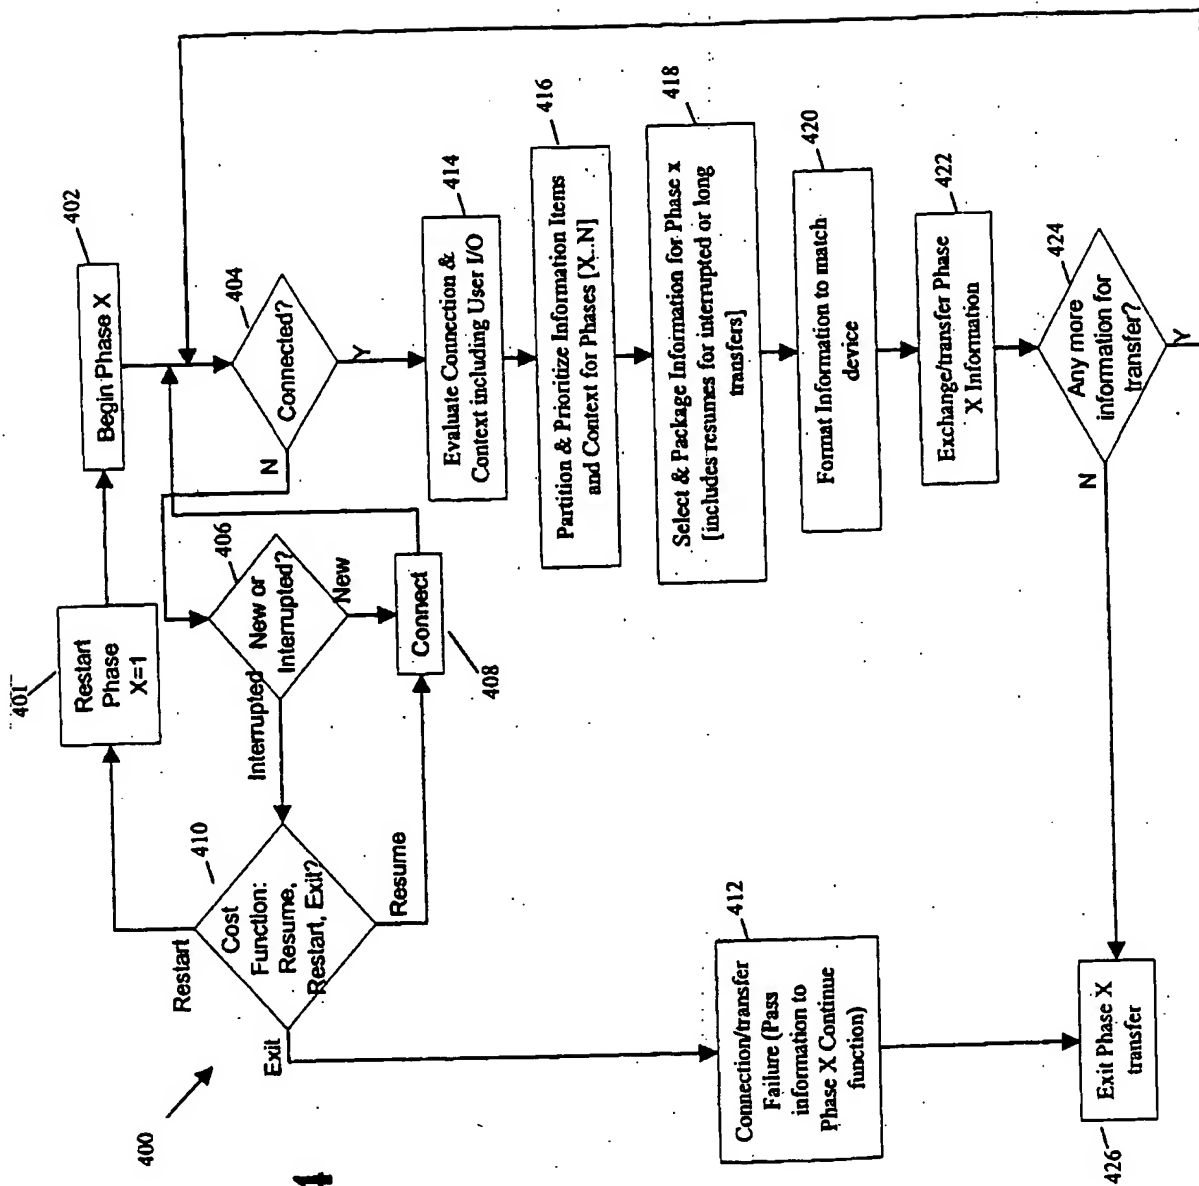 402
Begin Phase X
401
Restart
Phase
X=1
404
Connected?
N
Y
406
New or
Interrupted?
New
Interrupted
Connect
408
410
Cost
Function:
Resume,
Restart, Exit?
Restart
Resume
Exit
414
Evaluate Connection &
Context including User I/O
416
Partition & Prioritize Information Items
and Context for Phases [X..N]
418
Select & Package Information for Phase x
[includes resumes for interrupted or long
transfers]
420
Format Information to match
device
422
Exchange/transfer Phase
X Information
424
Any more
information for
transfer?
N
Y
412
Connection/transfer
Failure (Pass
information to
Phase X Continue
function)
Exit Phase X
transfer
426
400